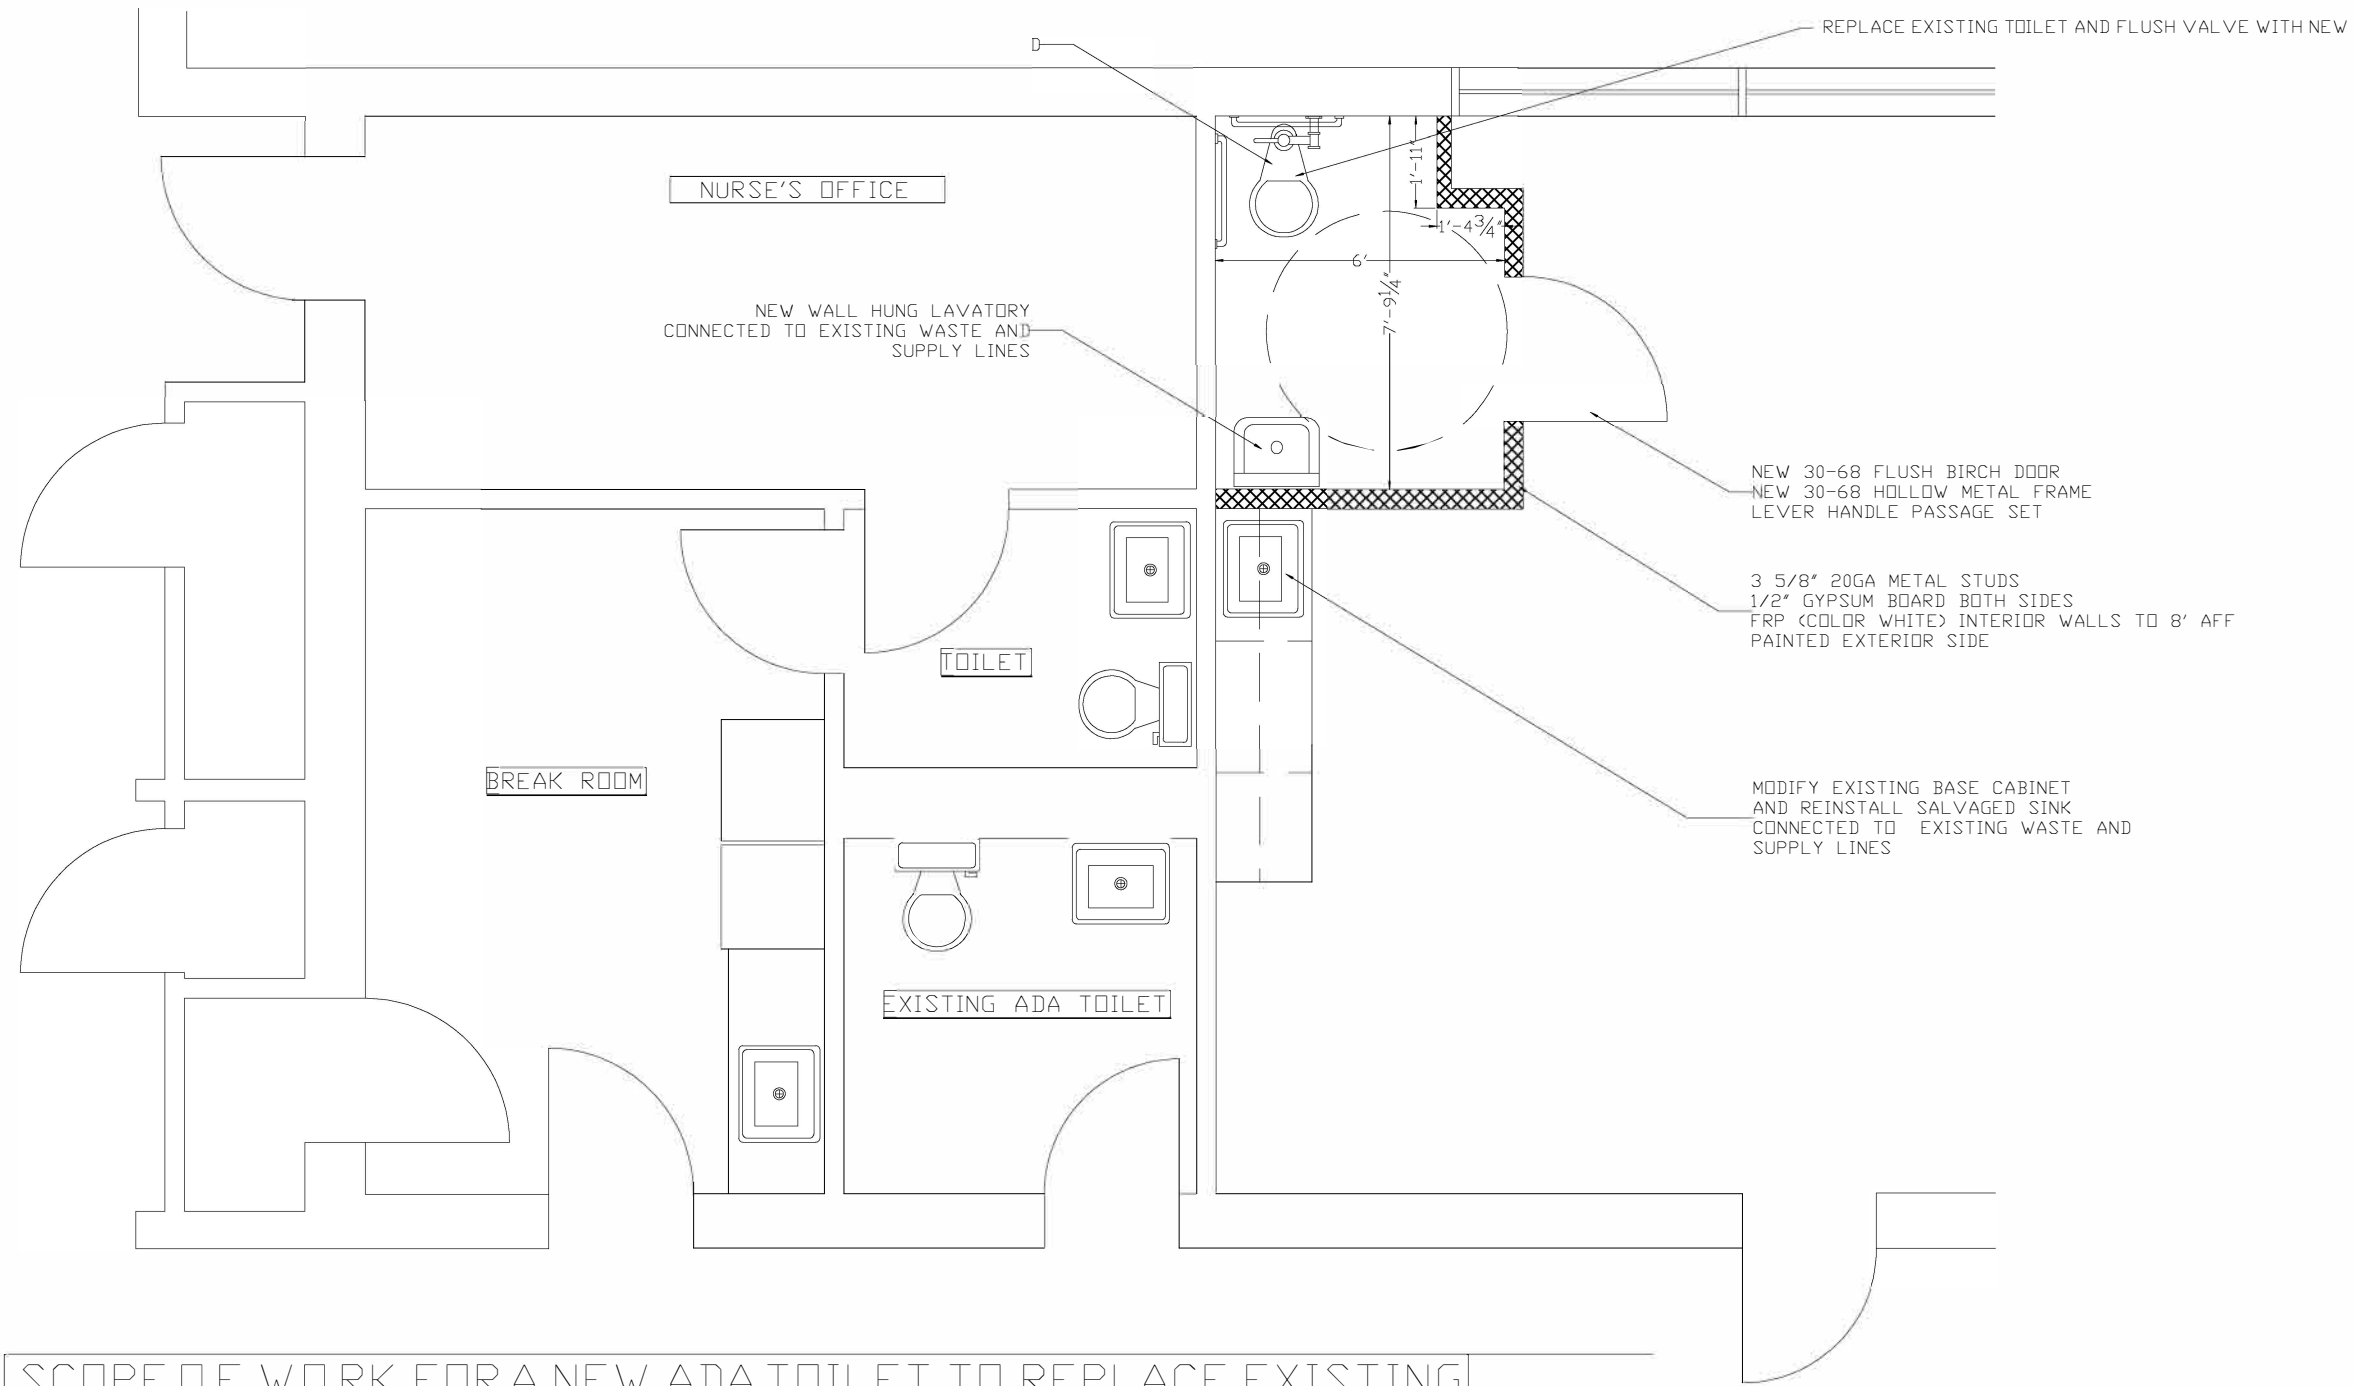 D
REPLACE EXISTING TOILET AND FLUSH VALVE WITH NEW
NURSE'S OFFICE
1'-11"
1'-4 3/4"
6'
7'-9 1/4"
NEW WALL HUNG LAVATORY
CONNECTED TO EXISTING WASTE AND
SUPPLY LINES
NEW 30-68 FLUSH BIRCH DOOR
NEW 30-68 HOLLOW METAL FRAME
LEVER HANDLE PASSAGE SET
3 5/8" 20GA METAL STUDS
1/2" GYPSUM BOARD BOTH SIDES
FRP (COLOR WHITE) INTERIOR WALLS TO 8' AFF
PAINTED EXTERIOR SIDE
TOILET
BREAK ROOM
MODIFY EXISTING BASE CABINET
AND REINSTALL SALVAGED SINK
CONNECTED TO EXISTING WASTE AND
SUPPLY LINES
EXISTING ADA TOILET
SCOPE OF WORK FOR A NEW ADA TOILET TO REPLACE EXISTING